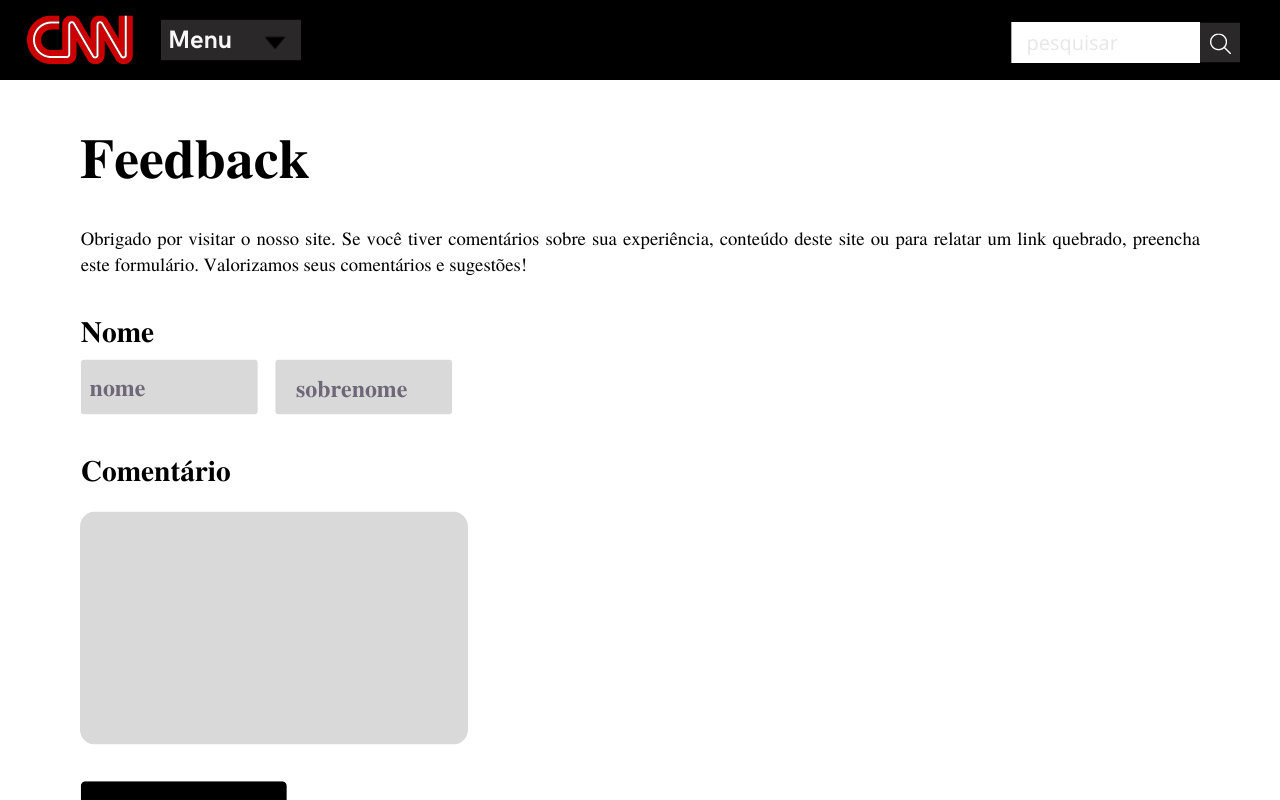 CNN Menu pesquisar
Feedback
Obrigado por visitar o nosso site. Se você tiver comentários sobre sua experiência, conteúdo deste site ou para relatar um link quebrado, preencha
este formulário. Valorizamos seus comentários e sugestões!
Nome
nome sobrenome
Comentário